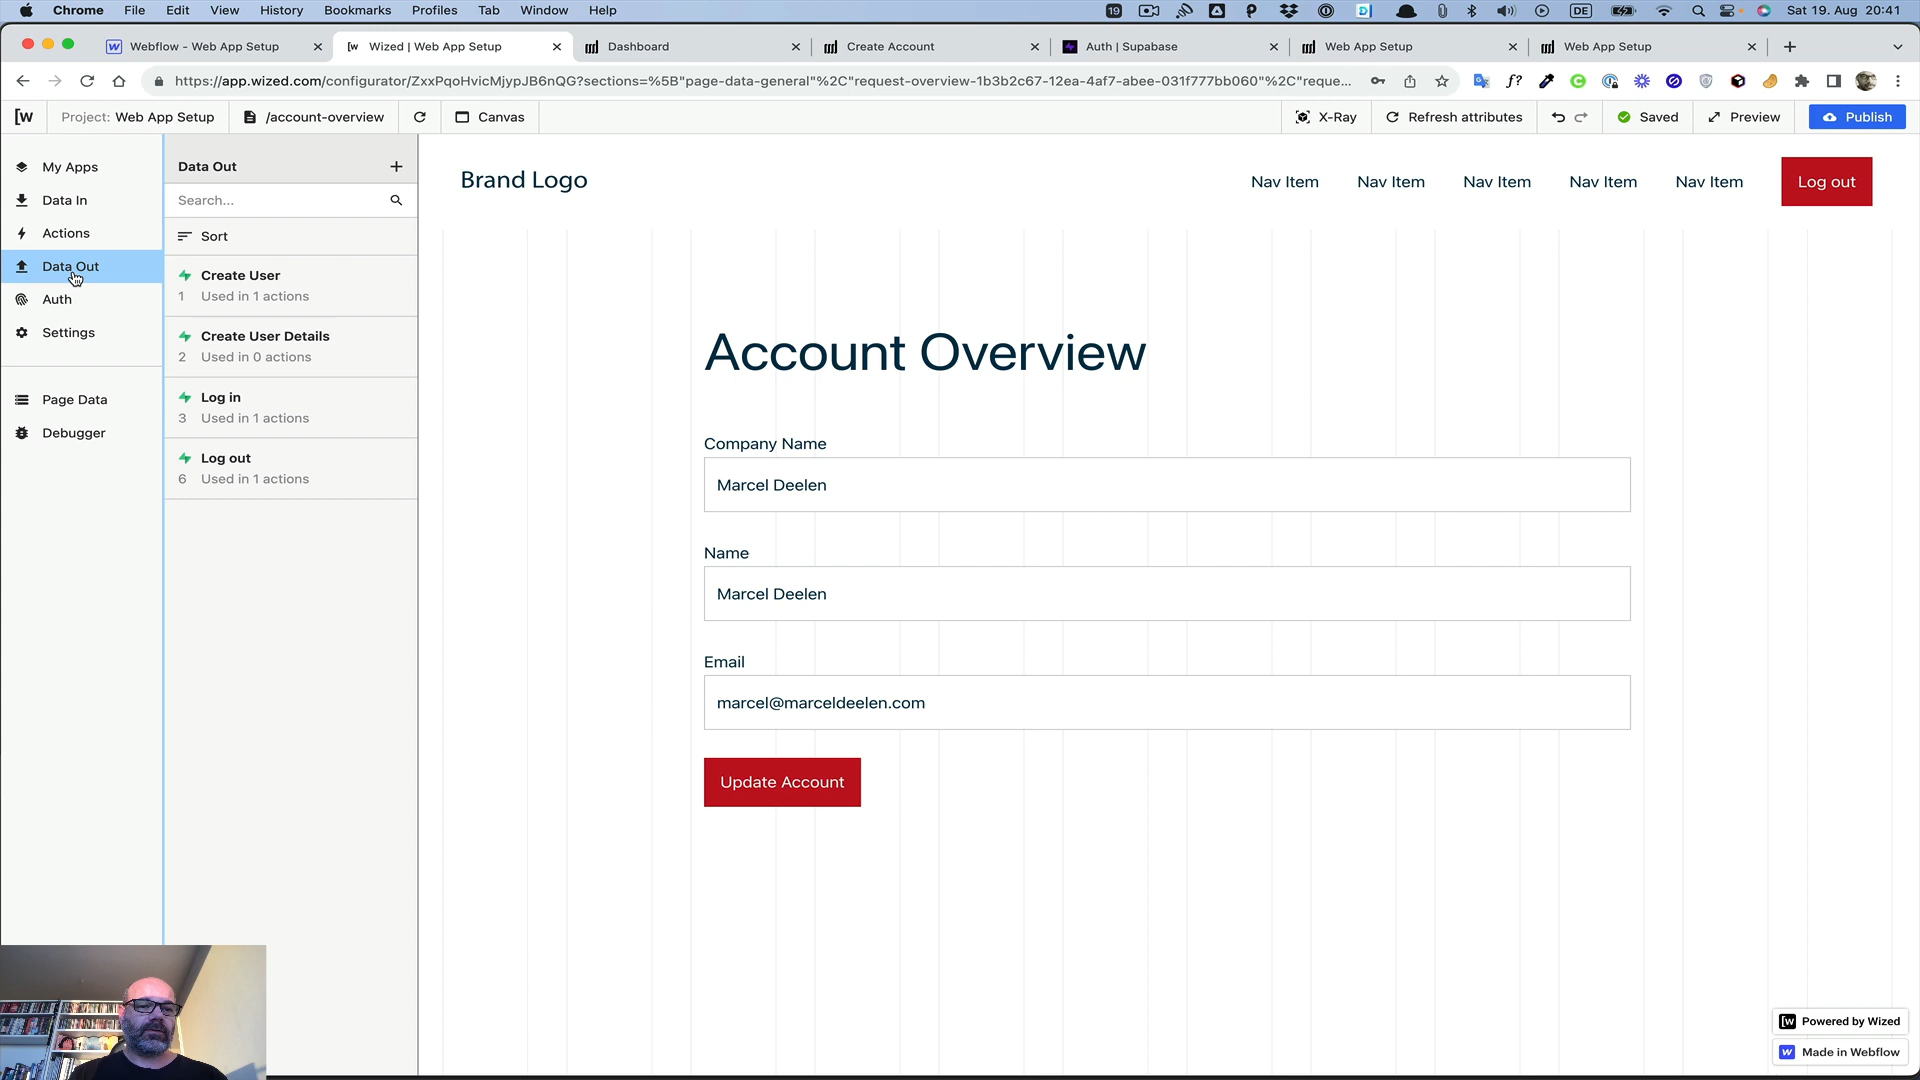 Chrome File Edit View History Bookmarks Profiles Tab Window Help 19 DE Sat 19. Aug 20:41
Webflow - Web App Setup
Wized | Web App Setup
Dashboard
Create Account
Auth | Supabase
Web App Setup
Web App Setup
https://app.wized.com/configurator/ZxxPqoHvicMjypJB6nQG?sections=%5B"page-data-general"%2C"request-overview-1b3b2c67-12ea-4af7-abee-031f777bb060"%2C"reque...
Project: Web App Setup
/account-overview
Canvas
X-Ray
Refresh attributes
Saved
Preview
Publish
My Apps
Data In
Actions
Data Out
Auth
Settings
Page Data
Debugger
Data Out
Search...
Sort
Create User
1 Used in 1 actions
Create User Details
2 Used in 0 actions
Log in
3 Used in 1 actions
Log out
6 Used in 1 actions
Brand Logo
Nav Item Nav Item Nav Item Nav Item Nav Item
Log out
Account Overview
Company Name
Marcel Deelen
Name
Marcel Deelen
Email
marcel@marceldeelen.com
Update Account
Powered by Wized
Made in Webflow